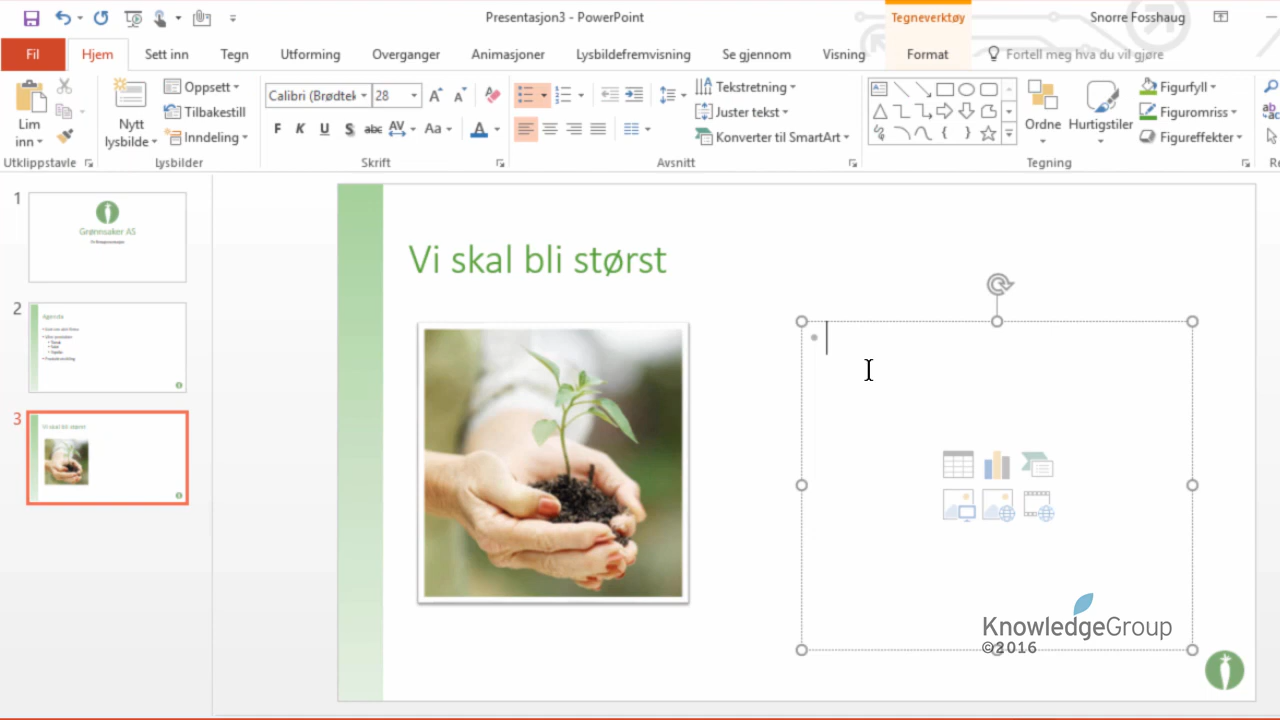 Presentasjon3 - PowerPoint
Tegneverktøy
Snorre Fosshaug
Fil
Hjem
Sett inn
Tegn
Utforming
Overganger
Animasjoner
Lysbildefremvisning
Se gjennom
Visning
Format
Fortell meg hva du vil gjøre
Lim
inn
Utklippstavle
Nytt
lysbilde
Oppsett
Tilbakestill
Inndeling
Lysbilder
Calibri (Brødtek
28
F K U S abc AV Aa A
Skrift
Avsnitt
Tekstretning
Juster tekst
Konverter til SmartArt
Ordne
Hurtigstiler
Figurfyll
Figuromriss
Figureffekter
Tegning
1
Grønnsaker AS
2
Agenda
3
Vi skal bli størst
Vi skal bli størst
KnowledgeGroup
©2016